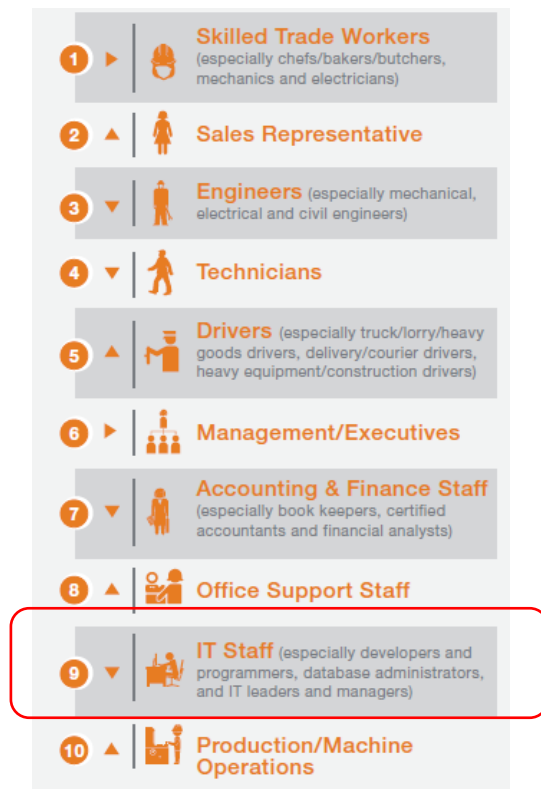 1
Skilled Trade Workers
(especially chefs/bakers/butchers,
mechanics and electricians)
2
Sales Representative
3
Engineers (especially mechanical,
electrical and civil engineers)
4
Technicians
5
Drivers (especially truck/lorry/heavy
goods drivers, delivery/courier drivers,
heavy equipment/construction drivers)
6
Management/Executives
7
Accounting & Finance Staff
(especially book keepers, certified
accountants and financial analysts)
8
Office Support Staff
9
IT Staff (especially developers and
programmers, database administrators,
and IT leaders and managers)
10
Production/Machine
Operations